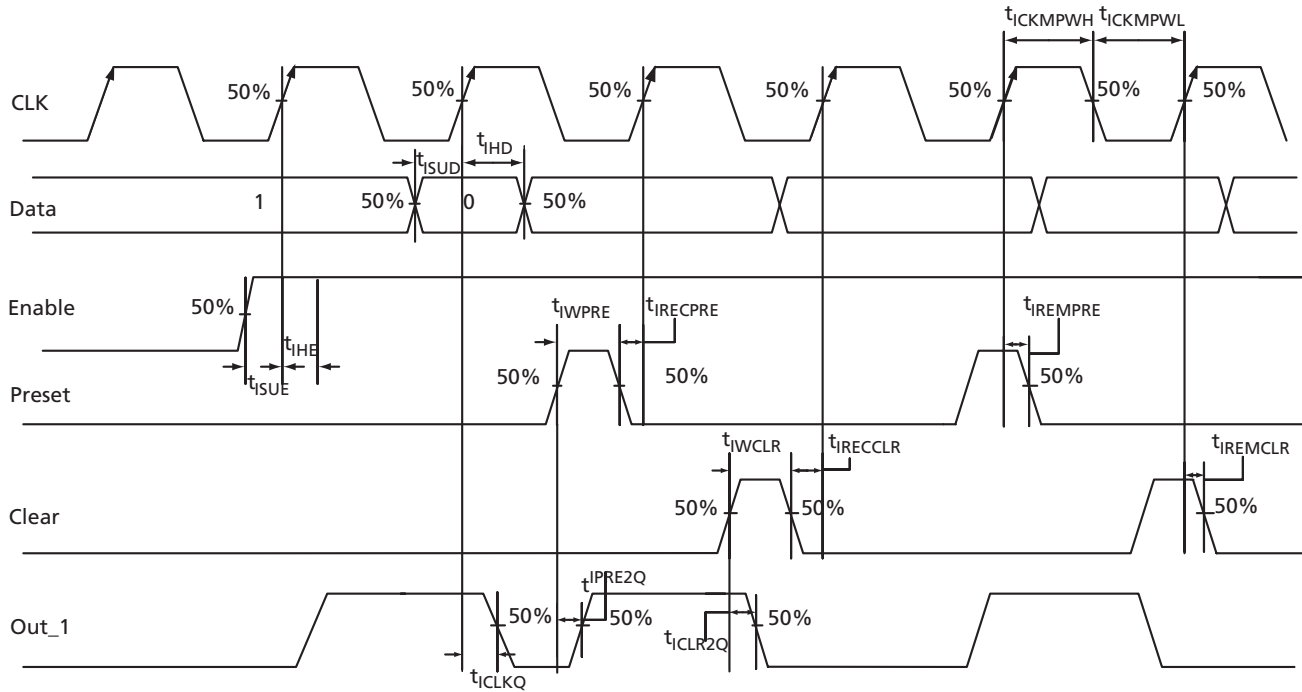 tICKMPWH tICKMPWL
CLK 50% 50% 50% 50% 50% 50% 50%
tISUD tIHD
Data 1 50% 0 50%
Enable 50% tIHE tIWPRE tIRECPRE tIREMPRE
tISUE
Preset 50% 50% 50%
tIWCLR tIRECCLR tIREMCLR
Clear 50% 50% 50%
tIPRE2Q
Out_1 50% 50% 50%
tICLR2Q
tICLKQ